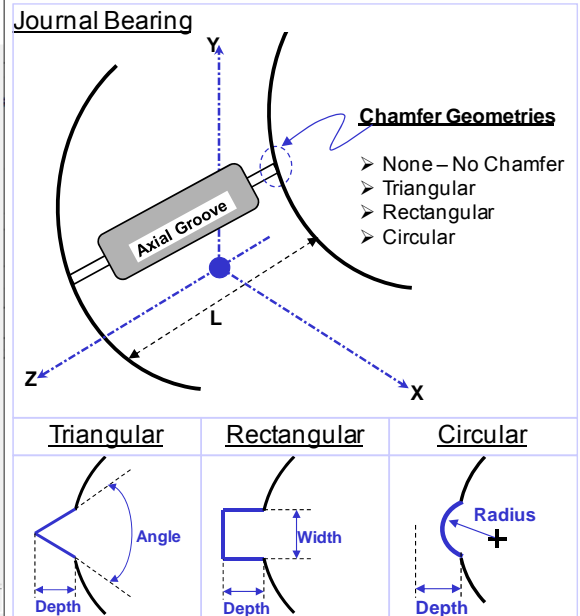 Journal Bearing
Y
Chamfer Geometries
➢ None – No Chamfer
➢ Triangular
➢ Rectangular
➢ Circular
Axial Groove
L
Z
X
Triangular
Rectangular
Circular
Angle
Depth
Width
Depth
Radius
Depth